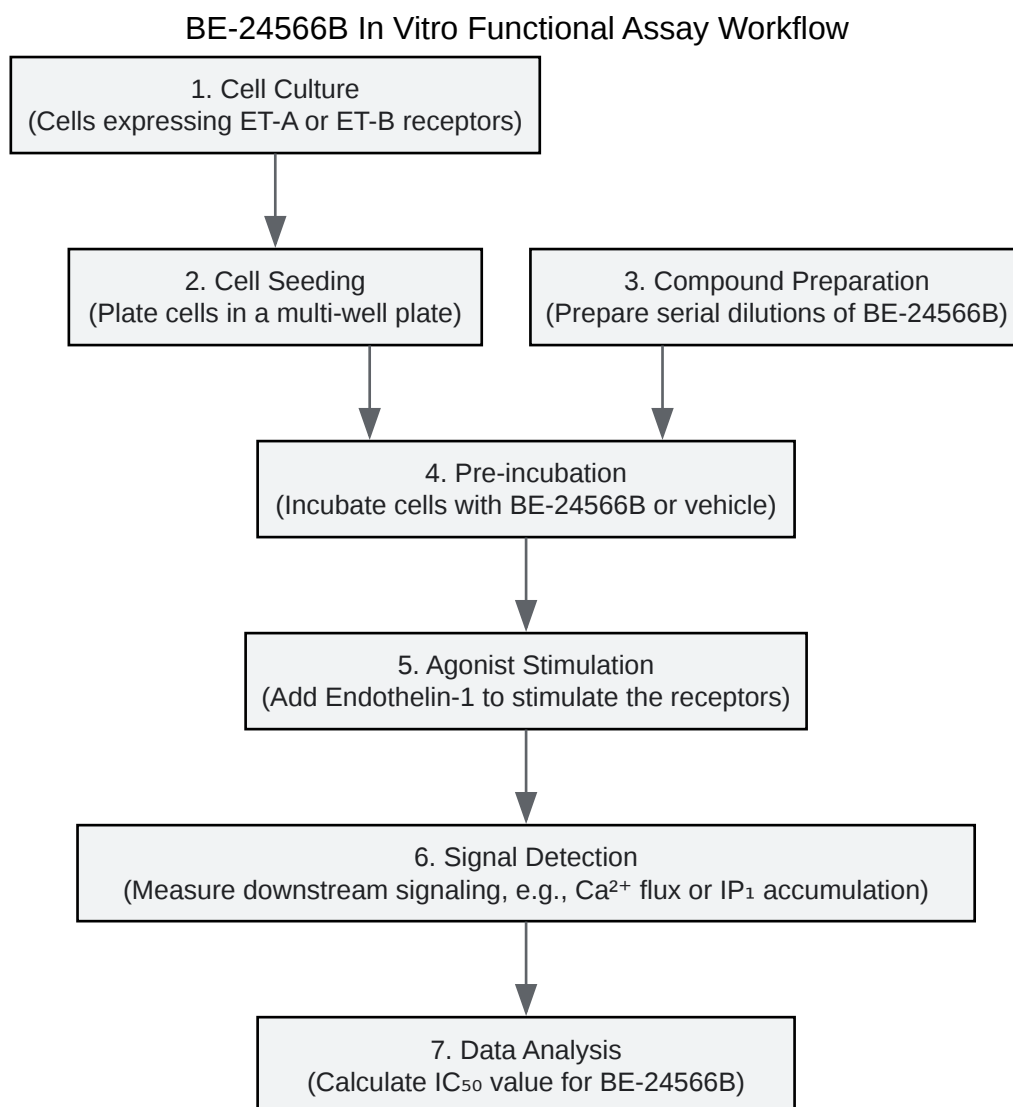 BE-24566B In Vitro Functional Assay Workflow
1. Cell Culture
(Cells expressing ET-A or ET-B receptors)
2. Cell Seeding
(Plate cells in a multi-well plate)
3. Compound Preparation
(Prepare serial dilutions of BE-24566B)
4. Pre-incubation
(Incubate cells with BE-24566B or vehicle)
5. Agonist Stimulation
(Add Endothelin-1 to stimulate the receptors)
6. Signal Detection
(Measure downstream signaling, e.g., Ca²⁺ flux or IP₁ accumulation)
7. Data Analysis
(Calculate IC₅₀ value for BE-24566B)